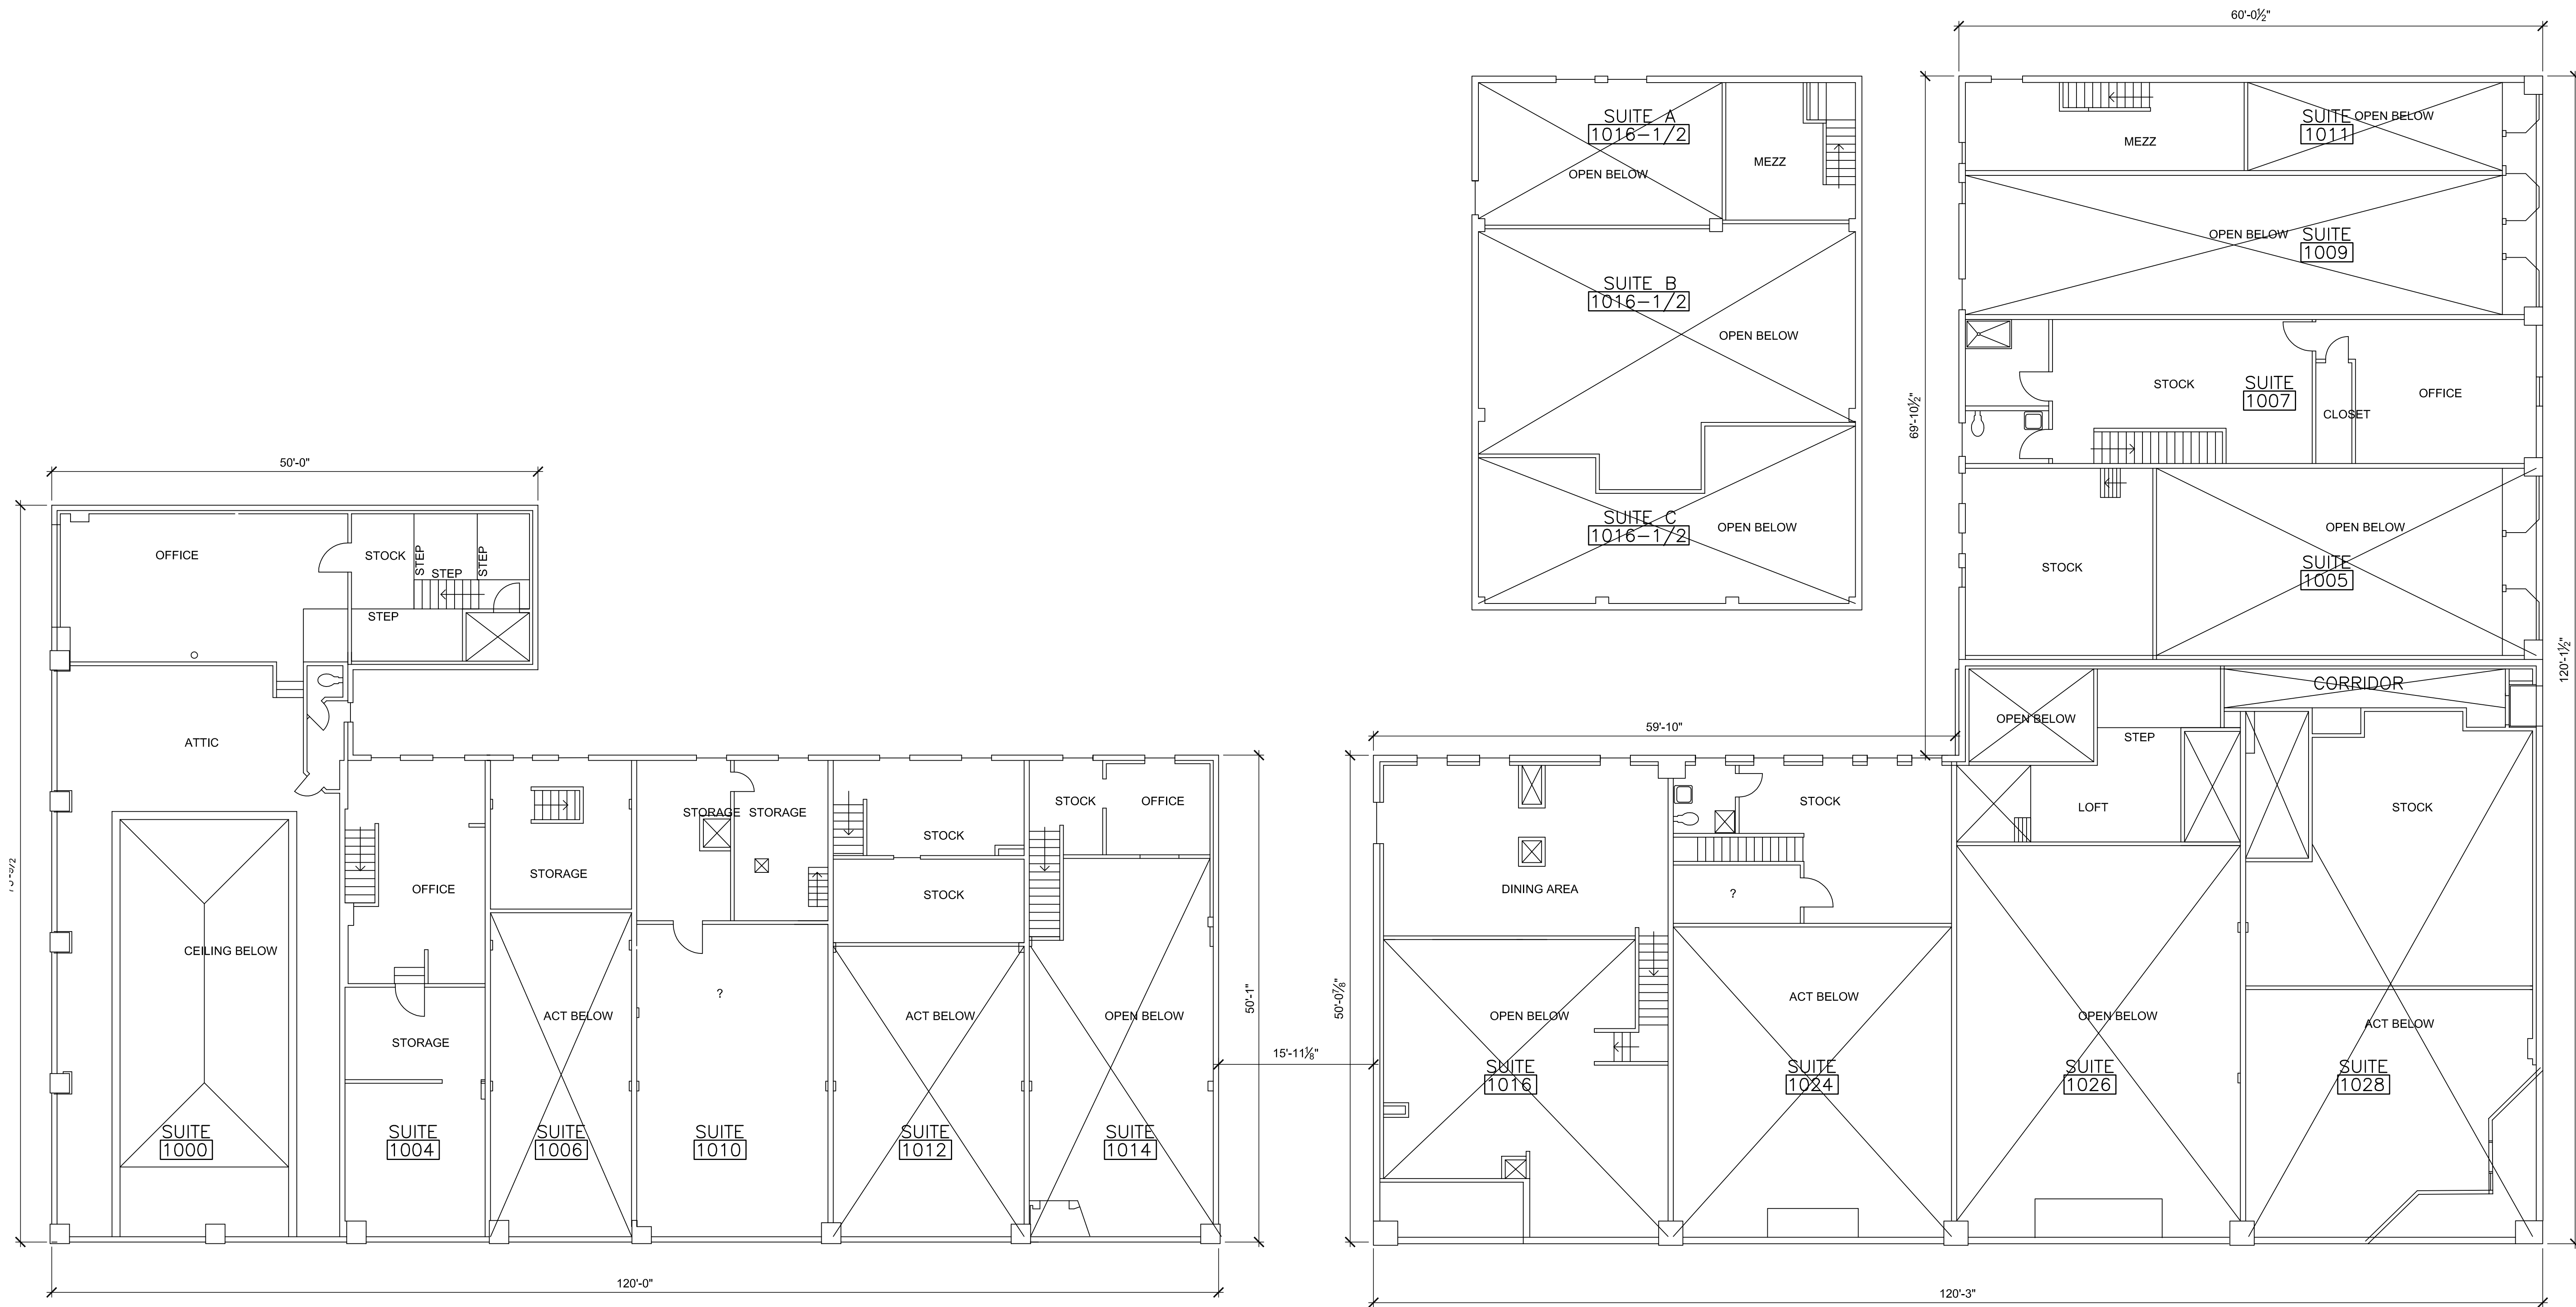 60'-0½"
SUITE A
1016-1/2
OPEN BELOW
MEZZ
SUITE
1011
OPEN BELOW
MEZZ
OPEN BELOW
SUITE
1009
SUITE B
1016-1/2
OPEN BELOW
69'-10½"
STOCK
SUITE
1007
OFFICE
CLOSET
50'-0"
SUITE C
1016-1/2
OPEN BELOW
OPEN BELOW
SUITE
1005
STOCK
OFFICE
STOCK
STEP
STEP
STEP
STEP
120'-1½"
CORRIDOR
OPEN BELOW
STEP
59'-10"
ATTIC
STORAGE
STORAGE
STOCK
OFFICE
STOCK
STOCK
LOFT
STOCK
OFFICE
STORAGE
STOCK
DINING AREA
?
CEILING BELOW
?
50'-1"
50'-0⅞"
ACT BELOW
ACT BELOW
OPEN BELOW
OPEN BELOW
ACT BELOW
OPEN BELOW
ACT BELOW
STORAGE
15'-11⅛"
SUITE
1016
SUITE
1024
SUITE
1026
SUITE
1028
SUITE
1000
SUITE
1004
SUITE
1006
SUITE
1010
SUITE
1012
SUITE
1014
120'-0"
120'-3"